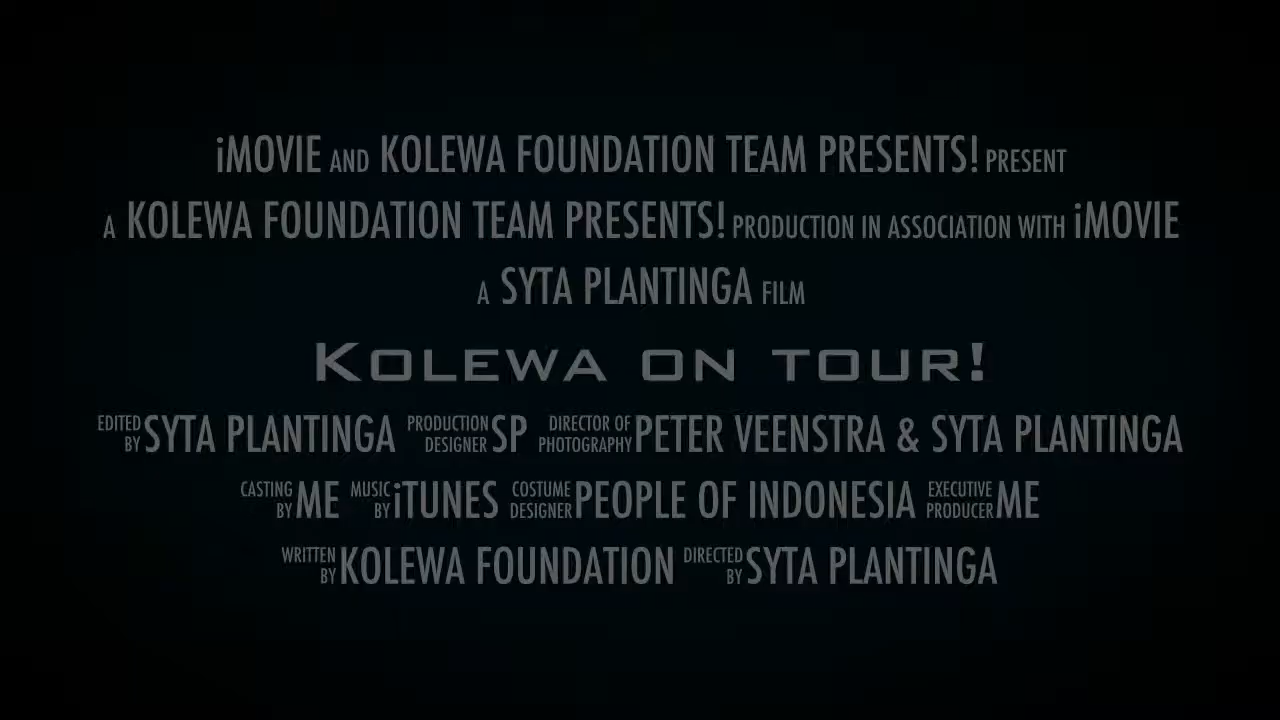 iMOVIE AND KOLEWA FOUNDATION TEAM PRESENTS! PRESENT
A KOLEWA FOUNDATION TEAM PRESENTS! PRODUCTION IN ASSOCIATION WITH iMOVIE
A SYTA PLANTINGA FILM
KOLEWA ON TOUR!
EDITED BY SYTA PLANTINGA PRODUCTION DESIGNER SP DIRECTOR OF PHOTOGRAPHY PETER VEENSTRA & SYTA PLANTINGA
CASTING BY ME MUSIC BY iTUNES COSTUME DESIGNER PEOPLE OF INDONESIA EXECUTIVE PRODUCER ME
WRITTEN BY KOLEWA FOUNDATION DIRECTED BY SYTA PLANTINGA